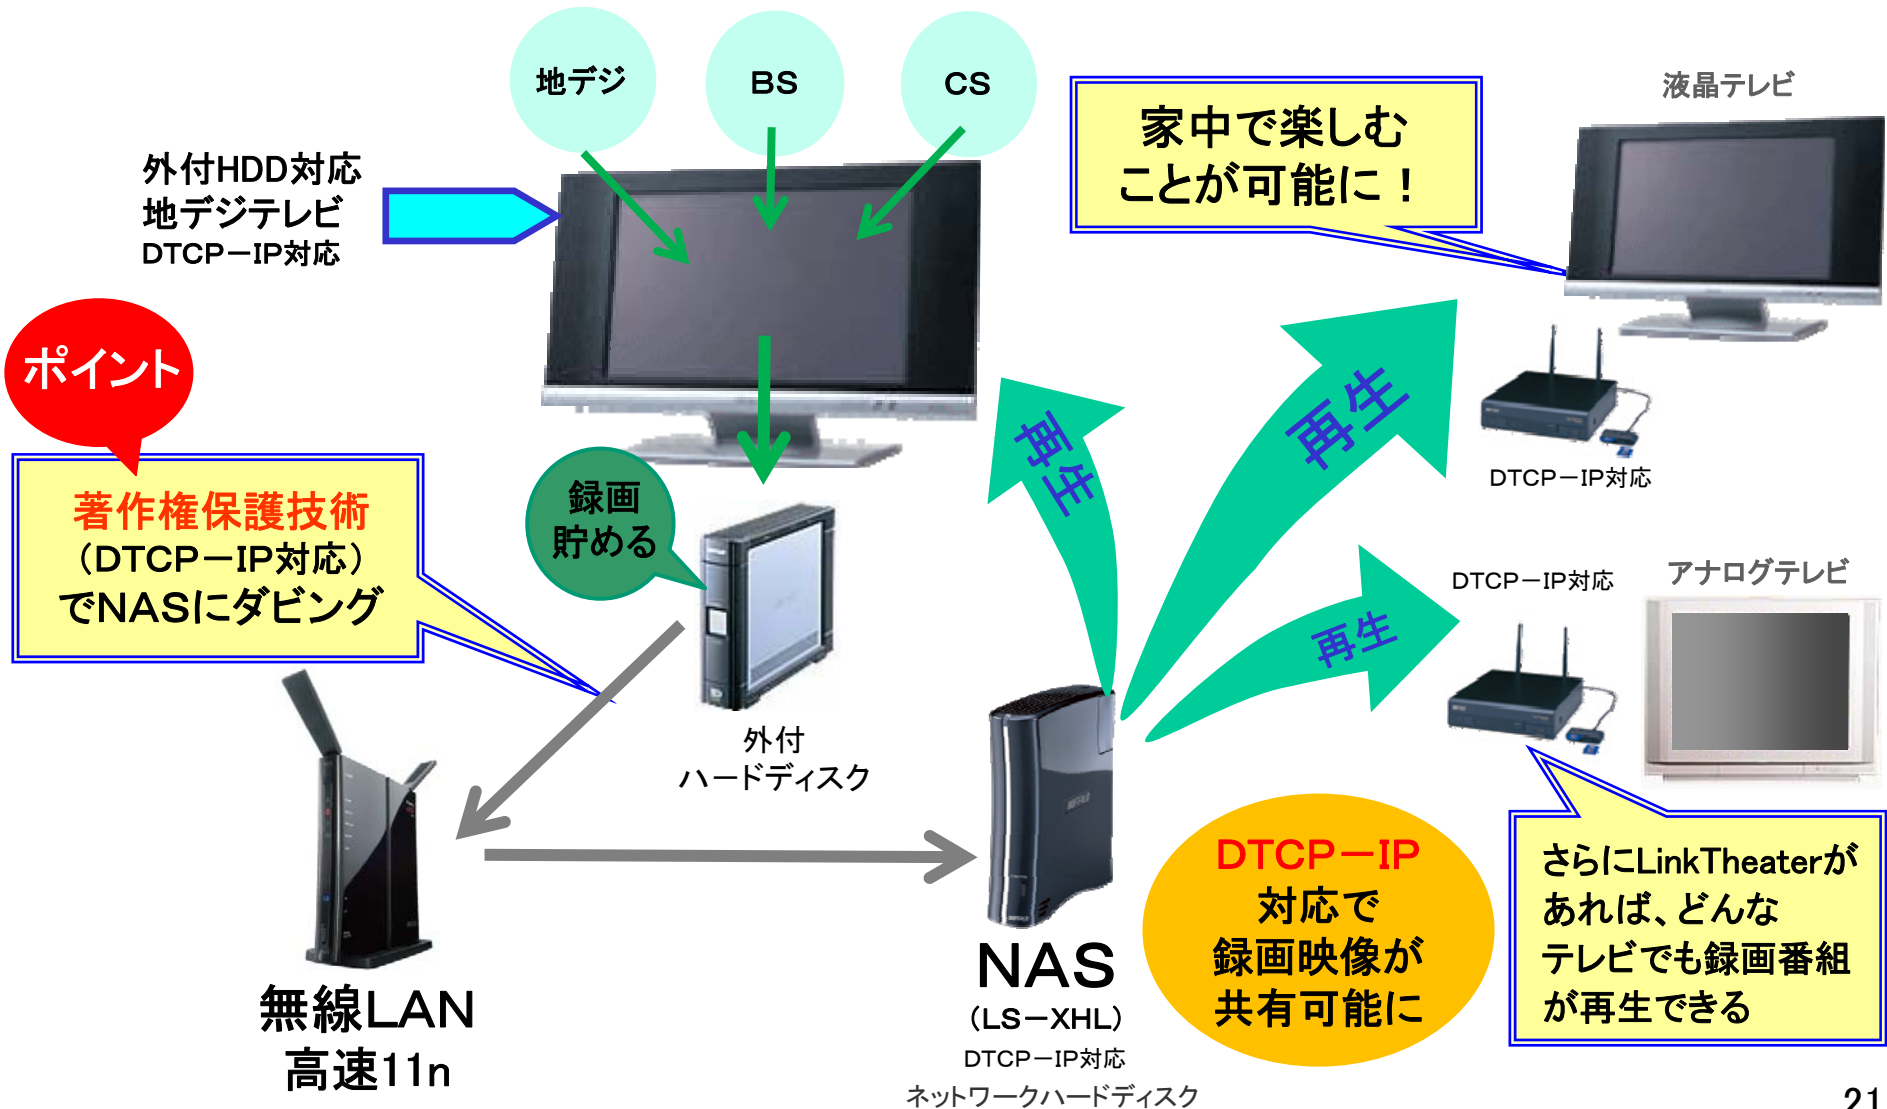 地デジ
BS
CS
液晶テレビ
家中で楽しむ
ことが可能に！
外付HDD対応
地デジテレビ
DTCP－IP対応
ポイント
著作権保護技術
（DTCP－IP対応）
でNASにダビング
録画
貯める
再生
再生
再生
DTCP－IP対応
DTCP－IP対応
アナログテレビ
外付
ハードディスク
無線LAN
高速11n
NAS
（LS－XHL）
DTCP－IP対応
ネットワークハードディスク
DTCP－IP
対応で
録画映像が
共有可能に
さらにLinkTheaterが
あれば、どんな
テレビでも録画番組
が再生できる
21